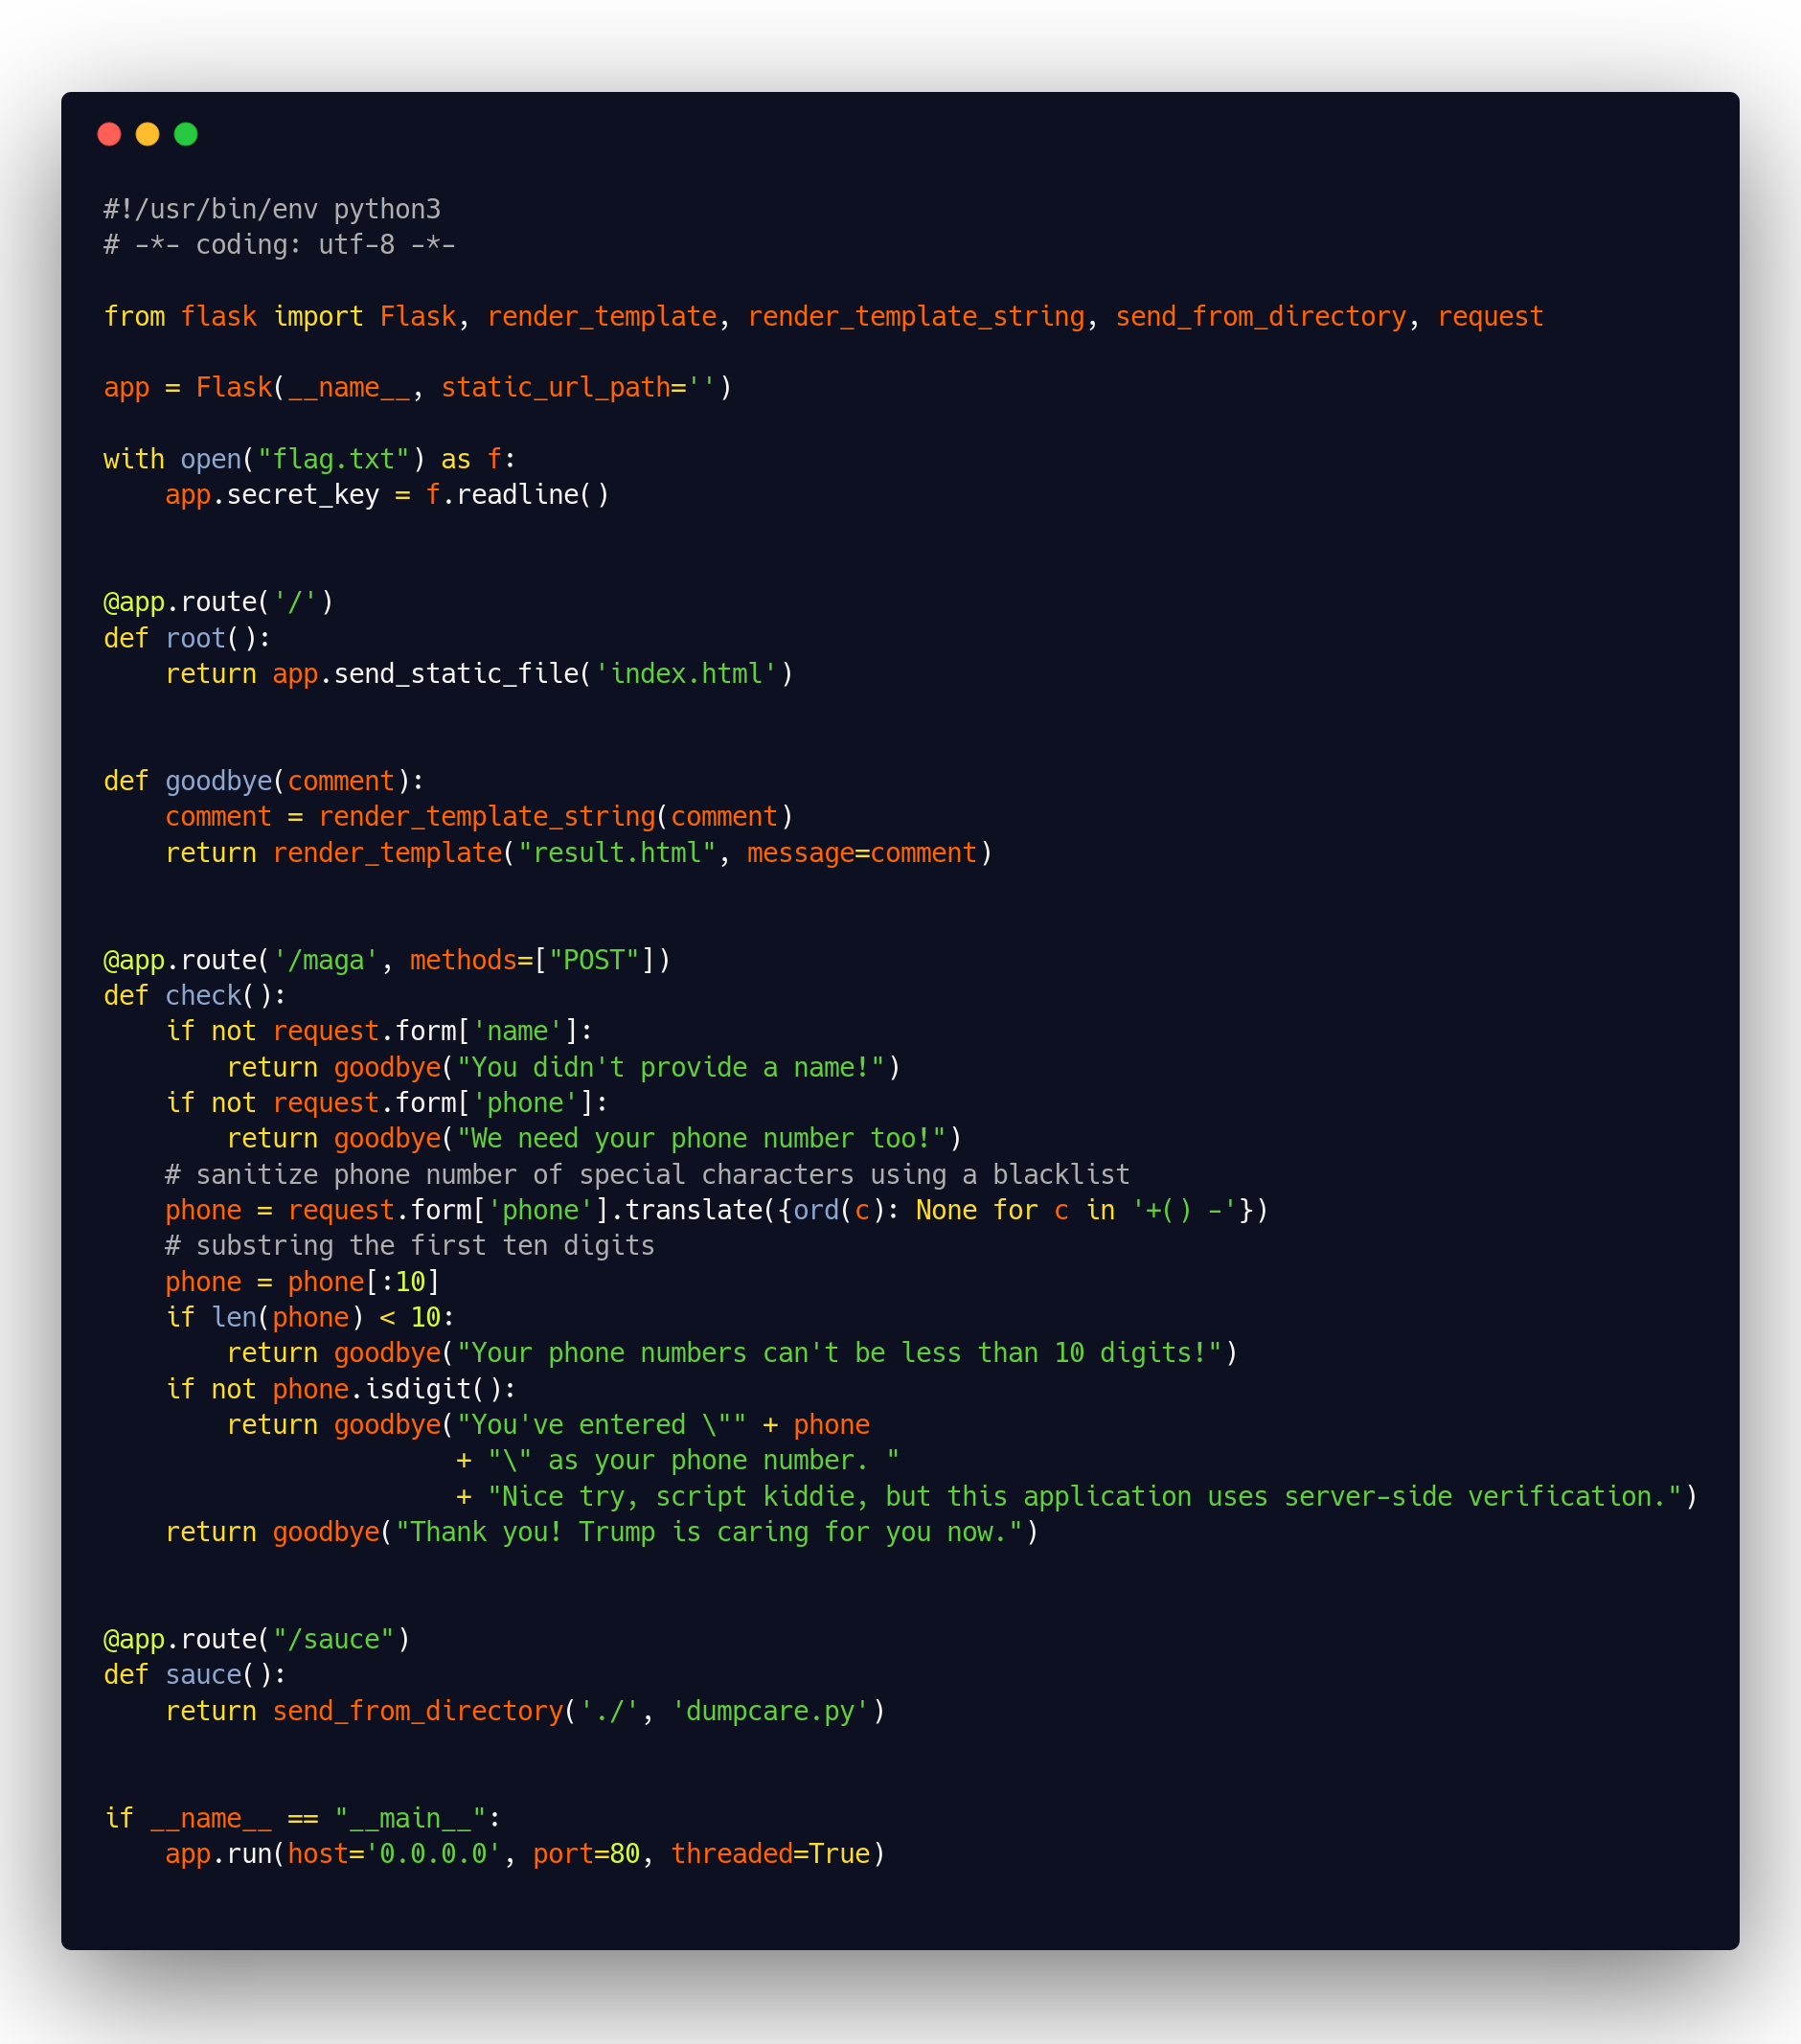 #!/usr/bin/env python3
# -*- coding: utf-8 -*-

from flask import Flask, render_template, render_template_string, send_from_directory, request

app = Flask(__name__, static_url_path='')

with open("flag.txt") as f:
    app.secret_key = f.readline()


@app.route('/')
def root():
    return app.send_static_file('index.html')


def goodbye(comment):
    comment = render_template_string(comment)
    return render_template("result.html", message=comment)


@app.route('/maga', methods=["POST"])
def check():
    if not request.form['name']:
        return goodbye("You didn't provide a name!")
    if not request.form['phone']:
        return goodbye("We need your phone number too!")
    # sanitize phone number of special characters using a blacklist
    phone = request.form['phone'].translate({ord(c): None for c in '+() -'})
    # substring the first ten digits
    phone = phone[:10]
    if len(phone) < 10:
        return goodbye("Your phone numbers can't be less than 10 digits!")
    if not phone.isdigit():
        return goodbye("You've entered \"" + phone
                       + "\" as your phone number. "
                       + "Nice try, script kiddie, but this application uses server-side verification.")
    return goodbye("Thank you! Trump is caring for you now.")


@app.route("/sauce")
def sauce():
    return send_from_directory('./', 'dumpcare.py')


if __name__ == "__main__":
    app.run(host='0.0.0.0', port=80, threaded=True)